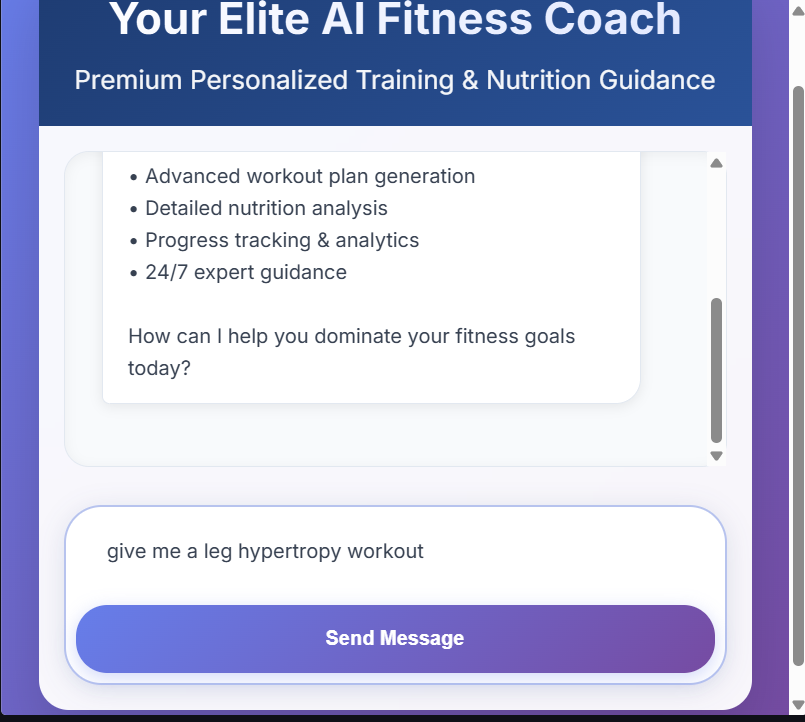 Your Elite AI Fitness Coach
Premium Personalized Training & Nutrition Guidance
• Advanced workout plan generation
• Detailed nutrition analysis
• Progress tracking & analytics
• 24/7 expert guidance
How can I help you dominate your fitness goals
today?
give me a leg hypertropy workout
Send Message